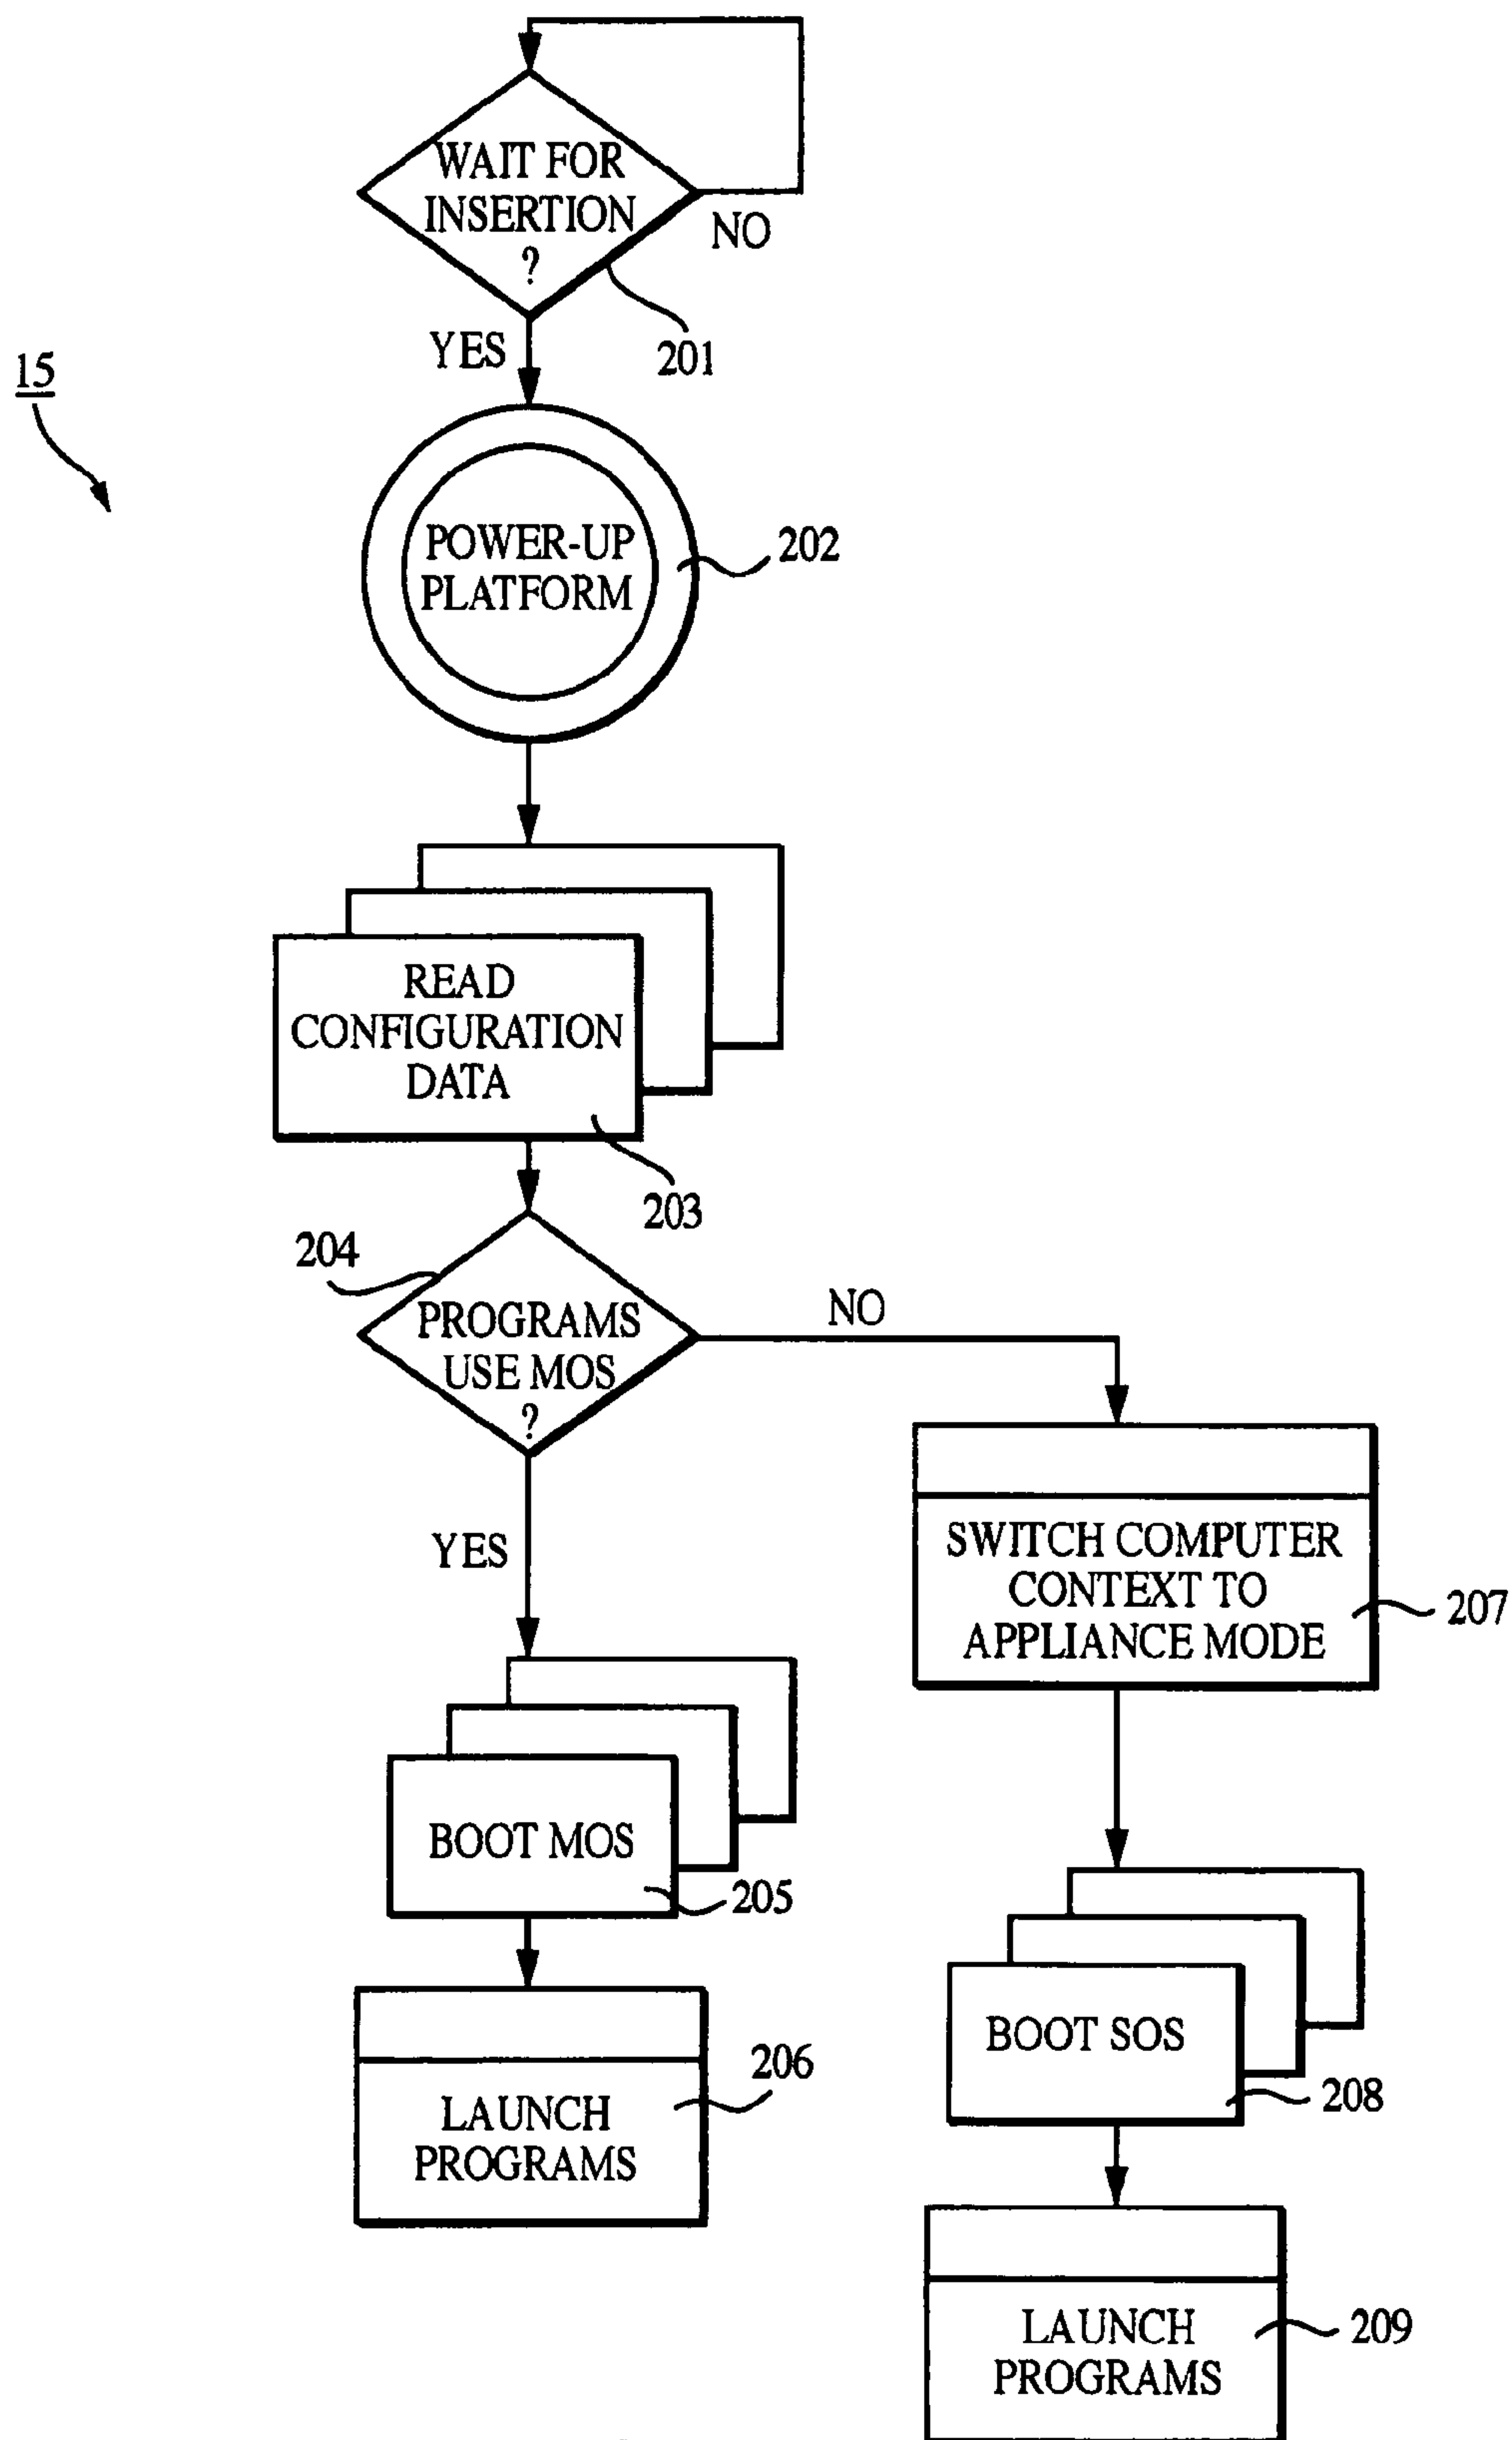 WAIT FOR
INSERTION
?
NO
YES
201
15
POWER-UP
PLATFORM
202
READ
CONFIGURATION
DATA
203
204
PROGRAMS
USE MOS
?
NO
YES
SWITCH COMPUTER
CONTEXT TO
APPLIANCE MODE
207
BOOT MOS
205
BOOT SOS
208
LAUNCH
PROGRAMS
206
LAUNCH
PROGRAMS
209